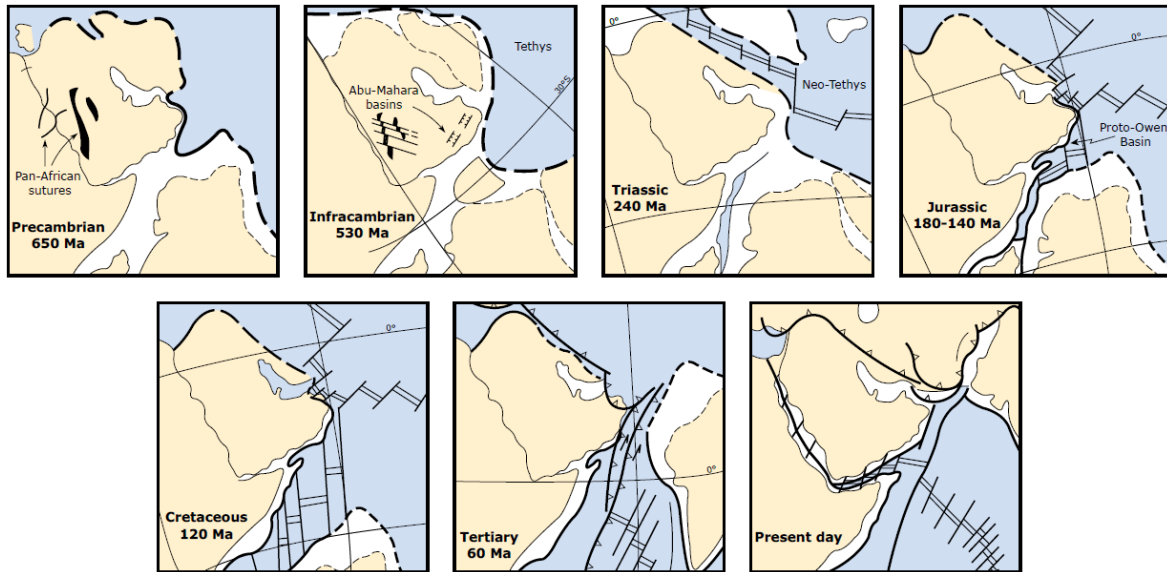 Pan-African
sutures
Precambrian
650 Ma
Tethys
30°S
Abu-Mahara
basins
Infracambrian
530 Ma
0°
Neo-Tethys
Triassic
240 Ma
0°
Proto-Owen
Basin
Jurassic
180-140 Ma
0°
Cretaceous
120 Ma
0°
Tertiary
60 Ma
Present day